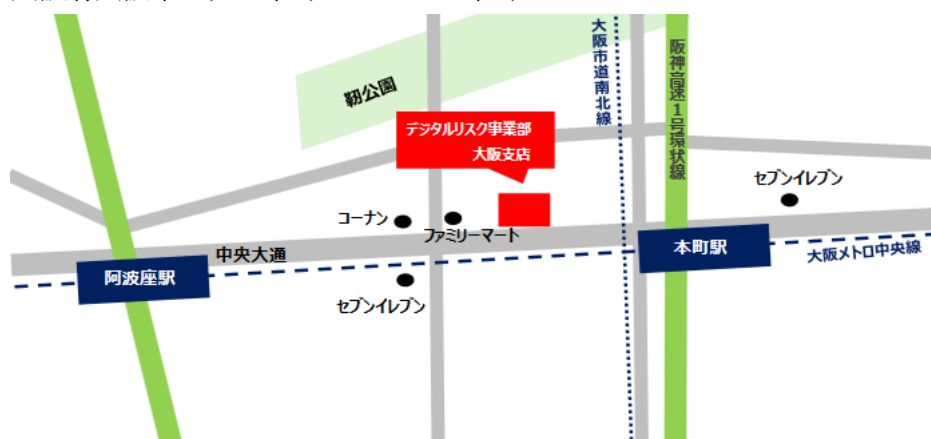 大阪市道南北線
阪神高速1号環状線
靭公園
デジタルリスク事業部
大阪支店
セブンイレブン
コーナン
ファミリーマート
中央大通
本町駅
大阪メトロ中央線
阿波座駅
セブンイレブン